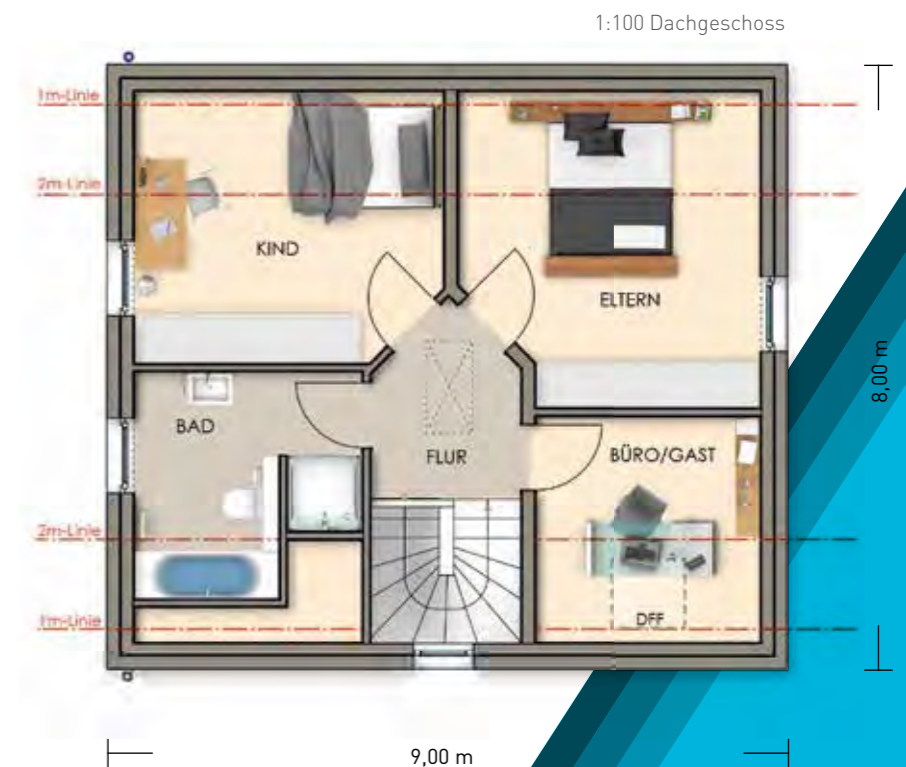 1:100 Dachgeschoss
1m-Linie
2m-Linie
KIND
ELTERN
8,00 m
BAD
FLUR
BÜRO/GAST
2m-Linie
1m-Linie
DFF
9,00 m